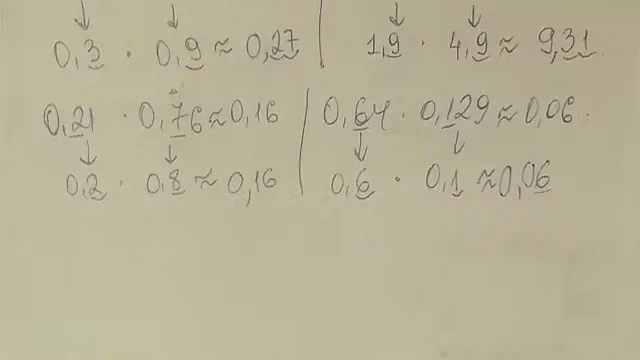 0,3 · 0,9 ≈ 0,27
1,9 · 4,9 ≈ 9,31
0,21 · 0,76 ≈ 0,16
0,64 · 0,129 ≈ 0,06.
0,2 · 0,8 ≈ 0,16
0,6 · 0,1 ≈ 0,06